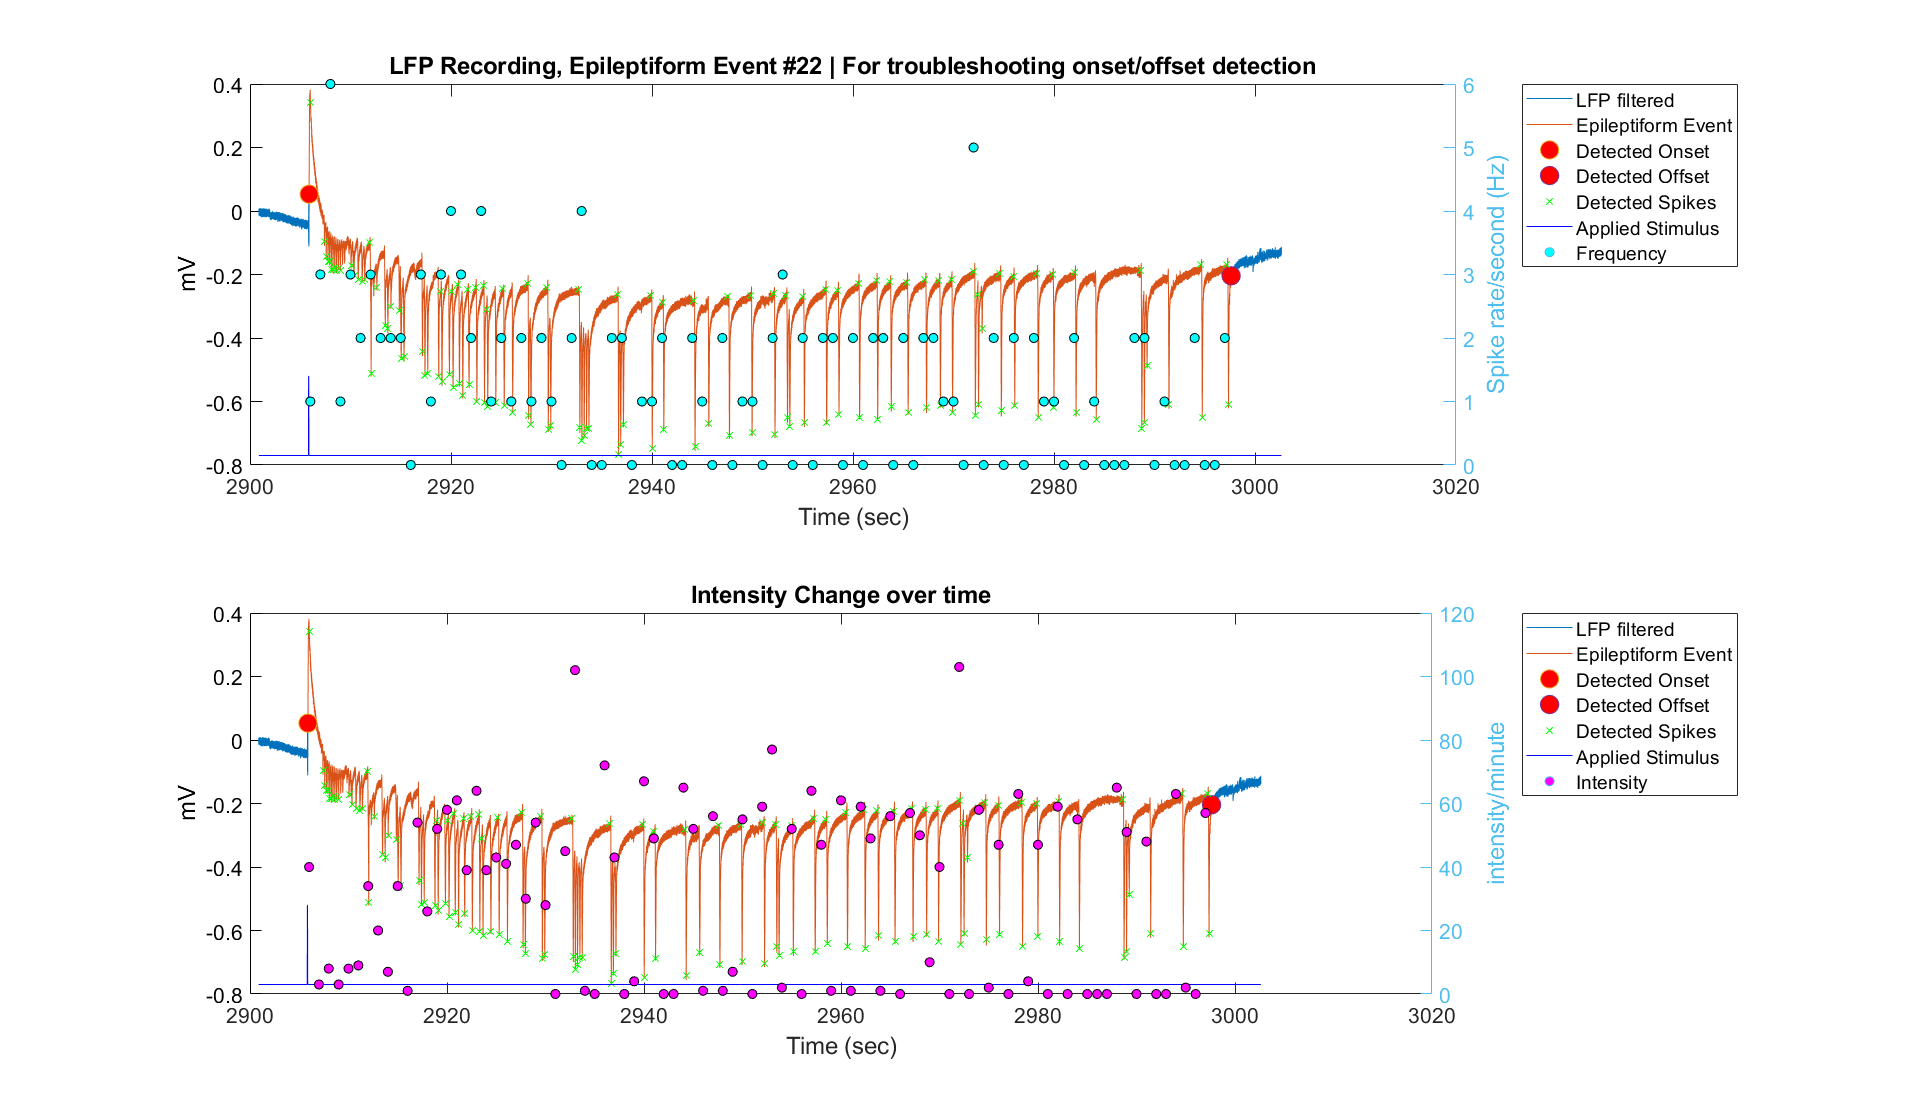 LFP Recording, Epileptiform Event #22 | For troubleshooting onset/offset detection
0.4
0.2
0
-0.2
-0.4
-0.6
-0.8
mV
2900
2920
2940
2960
2980
3000
3020
Time (sec)
6
5
4
3
2
1
0
Spike rate/second (Hz)
LFP filtered
Epileptiform Event
Detected Onset
Detected Offset
Detected Spikes
Applied Stimulus
Frequency
Intensity Change over time
0.4
0.2
0
-0.2
-0.4
-0.6
-0.8
mV
2900
2920
2940
2960
2980
3000
3020
Time (sec)
120
100
80
60
40
20
0
intensity/minute
LFP filtered
Epileptiform Event
Detected Onset
Detected Offset
Detected Spikes
Applied Stimulus
Intensity